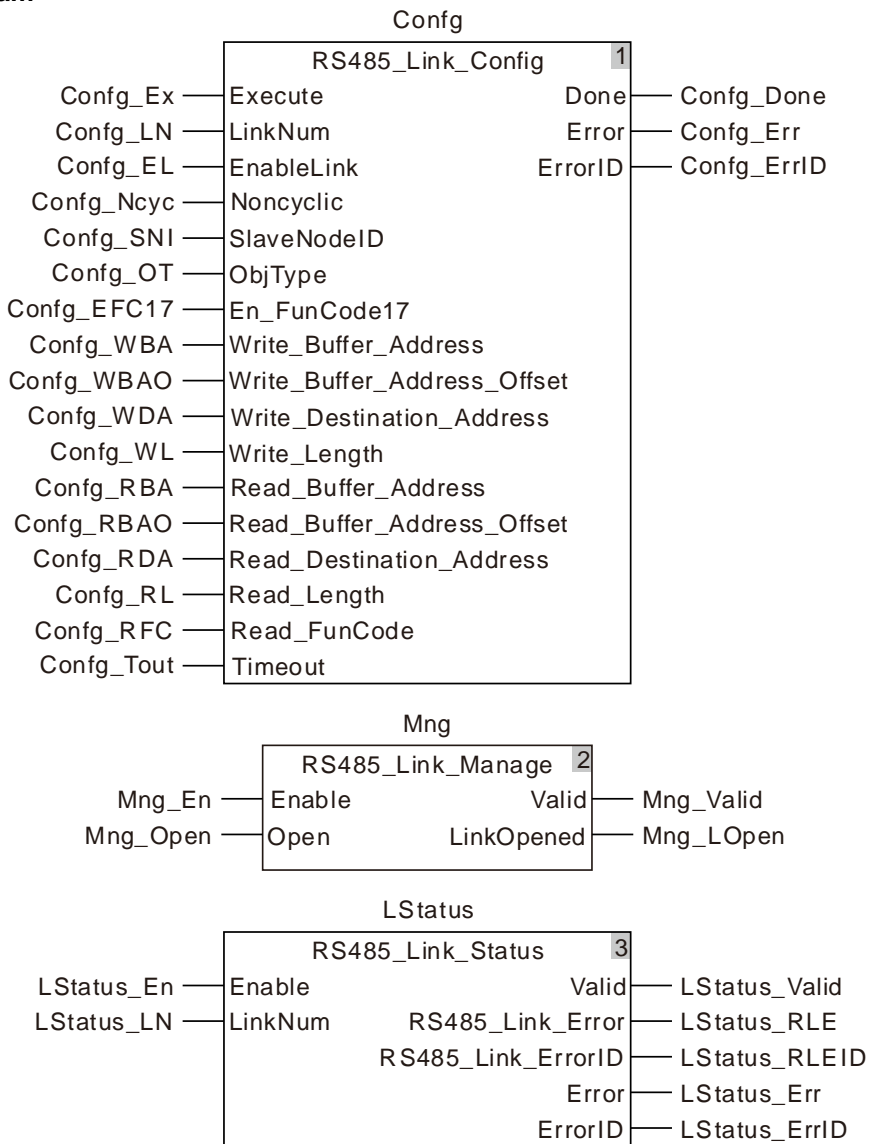 Confg
RS485_Link_Config 1
Confg_Ex Execute Done Confg_Done
Confg_LN LinkNum Error Confg_Err
Confg_EL EnableLink ErrorID Confg_ErrID
Confg_Ncyc Noncyclic
Confg_SNI SlaveNodeID
Confg_OT ObjType
Confg_EFC17 En_FunCode17
Confg_WBA Write_Buffer_Address
Confg_WBAO Write_Buffer_Address_Offset
Confg_WDA Write_Destination_Address
Confg_WL Write_Length
Confg_RBA Read_Buffer_Address
Confg_RBAO Read_Buffer_Address_Offset
Confg_RDA Read_Destination_Address
Confg_RL Read_Length
Confg_RFC Read_FunCode
Confg_Tout Timeout
Mng
RS485_Link_Manage 2
Mng_En Enable Valid Mng_Valid
Mng_Open Open LinkOpened Mng_LOpen
LStatus
RS485_Link_Status 3
LStatus_En Enable Valid LStatus_Valid
LStatus_LN LinkNum RS485_Link_Error LStatus_RLE
RS485_Link_ErrorID LStatus_RLEID
Error LStatus_Err
ErrorID LStatus_ErrID